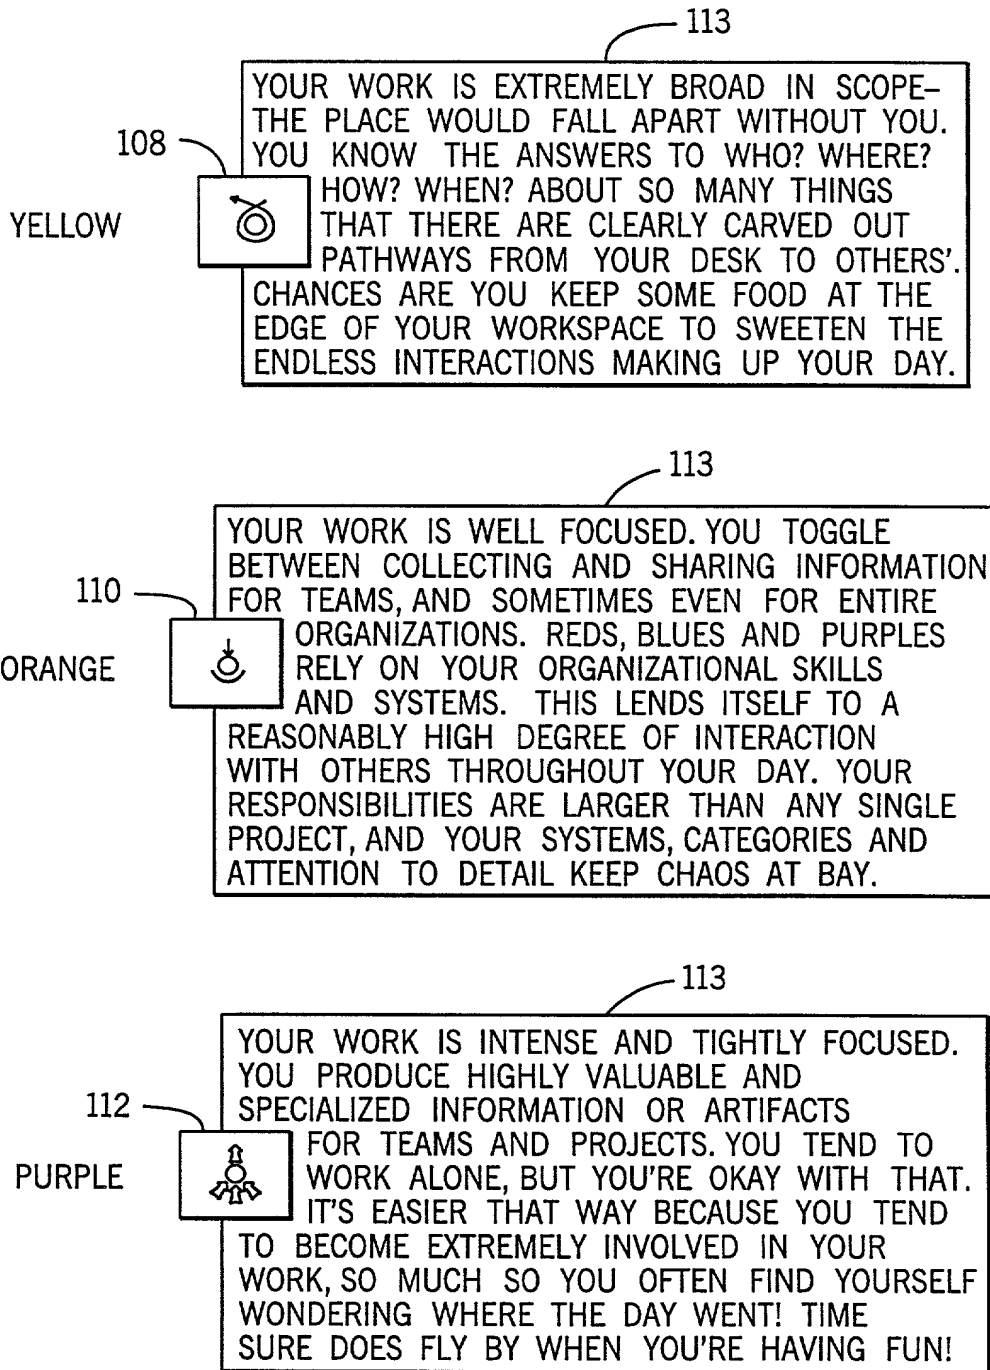 113
YOUR WORK IS EXTREMELY BROAD IN SCOPE–
THE PLACE WOULD FALL APART WITHOUT YOU.
108
YOU KNOW THE ANSWERS TO WHO? WHERE?
HOW? WHEN? ABOUT SO MANY THINGS
YELLOW
THAT THERE ARE CLEARLY CARVED OUT
PATHWAYS FROM YOUR DESK TO OTHERS'.
CHANCES ARE YOU KEEP SOME FOOD AT THE
EDGE OF YOUR WORKSPACE TO SWEETEN THE
ENDLESS INTERACTIONS MAKING UP YOUR DAY.
113
YOUR WORK IS WELL FOCUSED. YOU TOGGLE
BETWEEN COLLECTING AND SHARING INFORMATION
110
FOR TEAMS, AND SOMETIMES EVEN FOR ENTIRE
ORGANIZATIONS. REDS, BLUES AND PURPLES
ORANGE
RELY ON YOUR ORGANIZATIONAL SKILLS
AND SYSTEMS. THIS LENDS ITSELF TO A
REASONABLY HIGH DEGREE OF INTERACTION
WITH OTHERS THROUGHOUT YOUR DAY. YOUR
RESPONSIBILITIES ARE LARGER THAN ANY SINGLE
PROJECT, AND YOUR SYSTEMS, CATEGORIES AND
ATTENTION TO DETAIL KEEP CHAOS AT BAY.
113
YOUR WORK IS INTENSE AND TIGHTLY FOCUSED.
YOU PRODUCE HIGHLY VALUABLE AND
112
SPECIALIZED INFORMATION OR ARTIFACTS
FOR TEAMS AND PROJECTS. YOU TEND TO
PURPLE
WORK ALONE, BUT YOU'RE OKAY WITH THAT.
IT'S EASIER THAT WAY BECAUSE YOU TEND
TO BECOME EXTREMELY INVOLVED IN YOUR
WORK, SO MUCH SO YOU OFTEN FIND YOURSELF
WONDERING WHERE THE DAY WENT! TIME
SURE DOES FLY BY WHEN YOU'RE HAVING FUN!